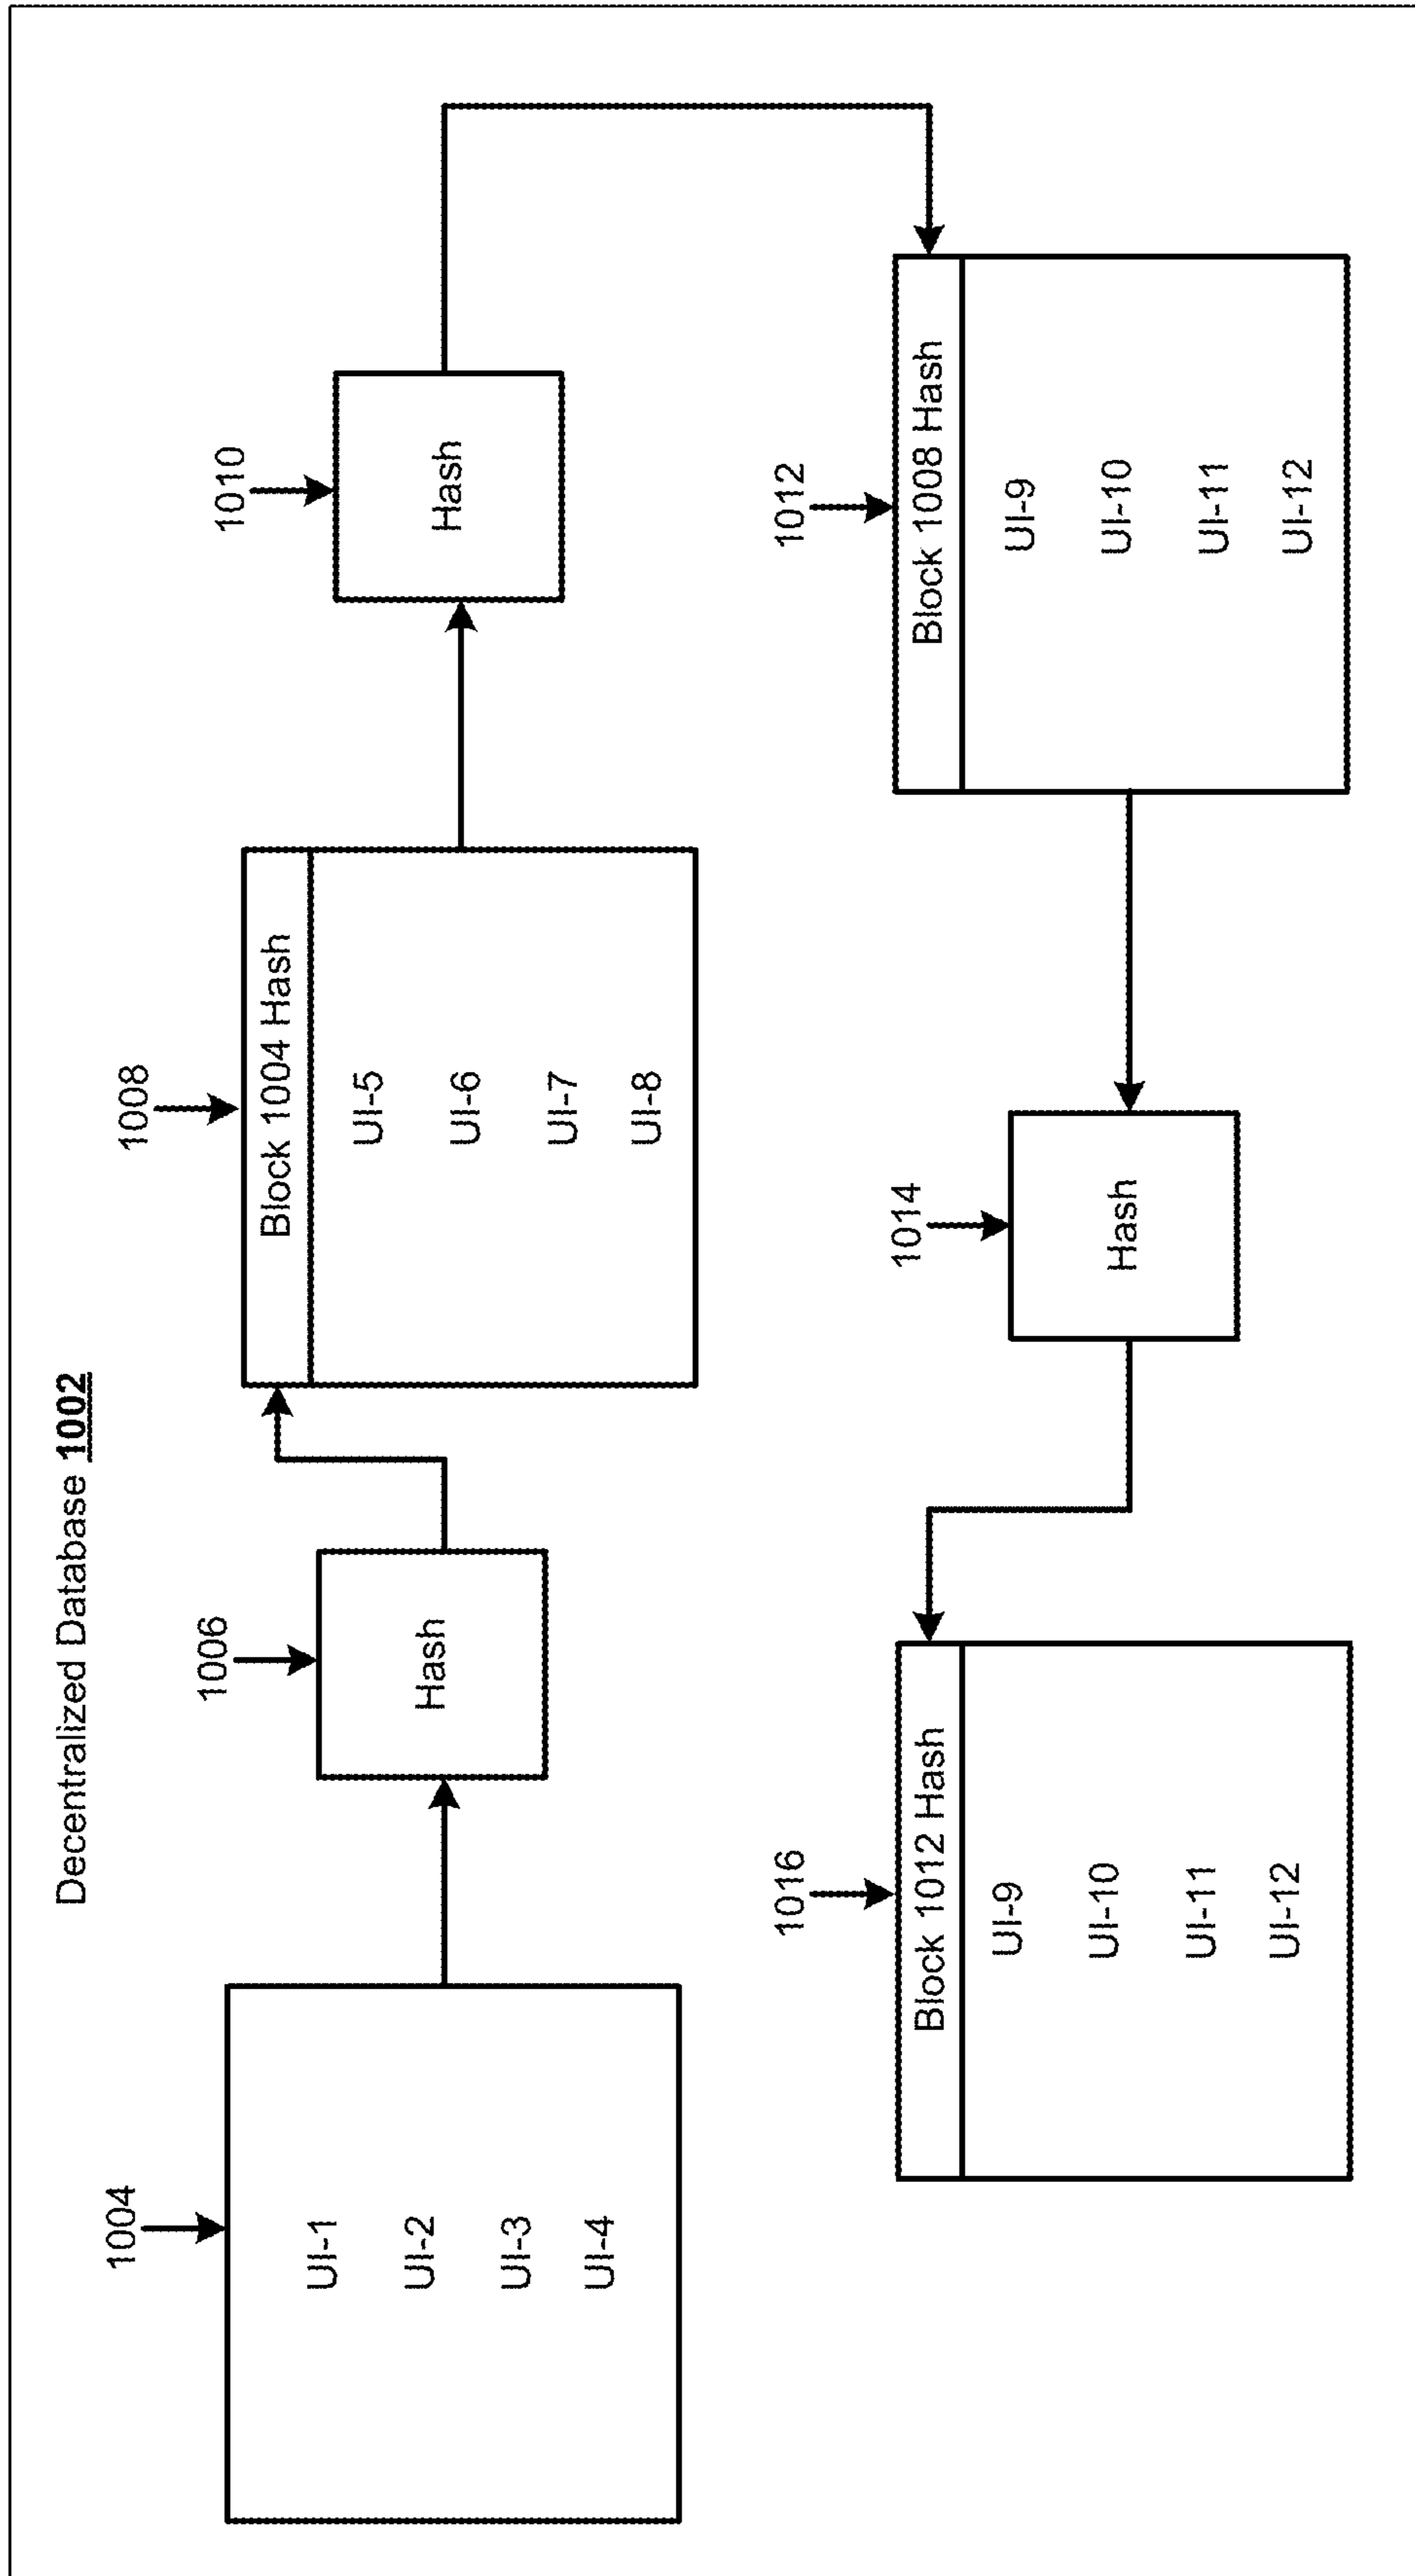 Decentralized Database 1002
1004
UI-1
UI-2
UI-3
UI-4
1006
Hash
1008
Block 1004 Hash
UI-5
UI-6
UI-7
UI-8
1010
Hash
1012
Block 1008 Hash
UI-9
UI-10
UI-11
UI-12
1014
Hash
1016
Block 1012 Hash
UI-9
UI-10
UI-11
UI-12